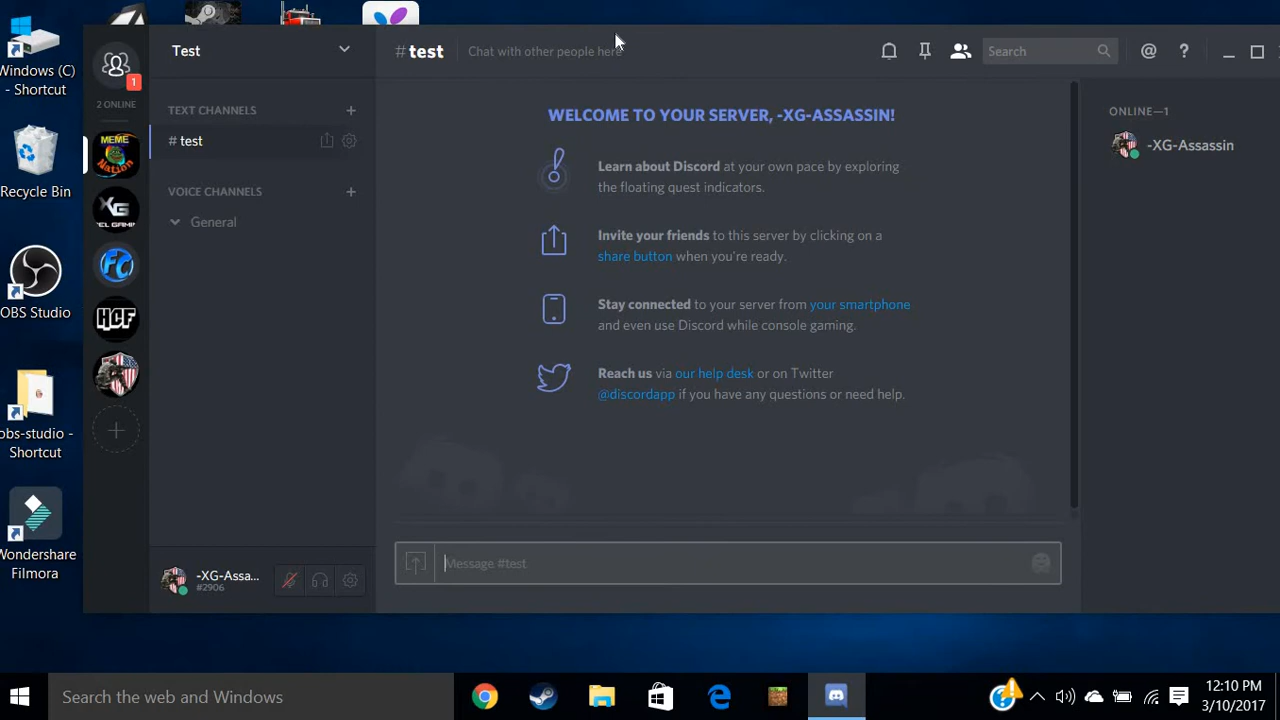 Windows (C)
- Shortcut
Recycle Bin
OBS Studio
obs-studio -
Shortcut
Wondershare
Filmora
1
2 ONLINE
MEME
NATION
XG
FC
HCF
Test
TEXT CHANNELS
# test
VOICE CHANNELS
General
-XG-Assa...
#2906
# test
Chat with other people here
Search
@
?
WELCOME TO YOUR SERVER, -XG-ASSASSIN!
Learn about Discord at your own pace by exploring
the floating quest indicators.
Invite your friends to this server by clicking on a
share button when you're ready.
Stay connected to your server from your smartphone
and even use Discord while console gaming.
Reach us via our help desk or on Twitter
@discordapp if you have any questions or need help.
Message #test
ONLINE—1
-XG-Assassin
Search the web and Windows
12:10 PM
3/10/2017